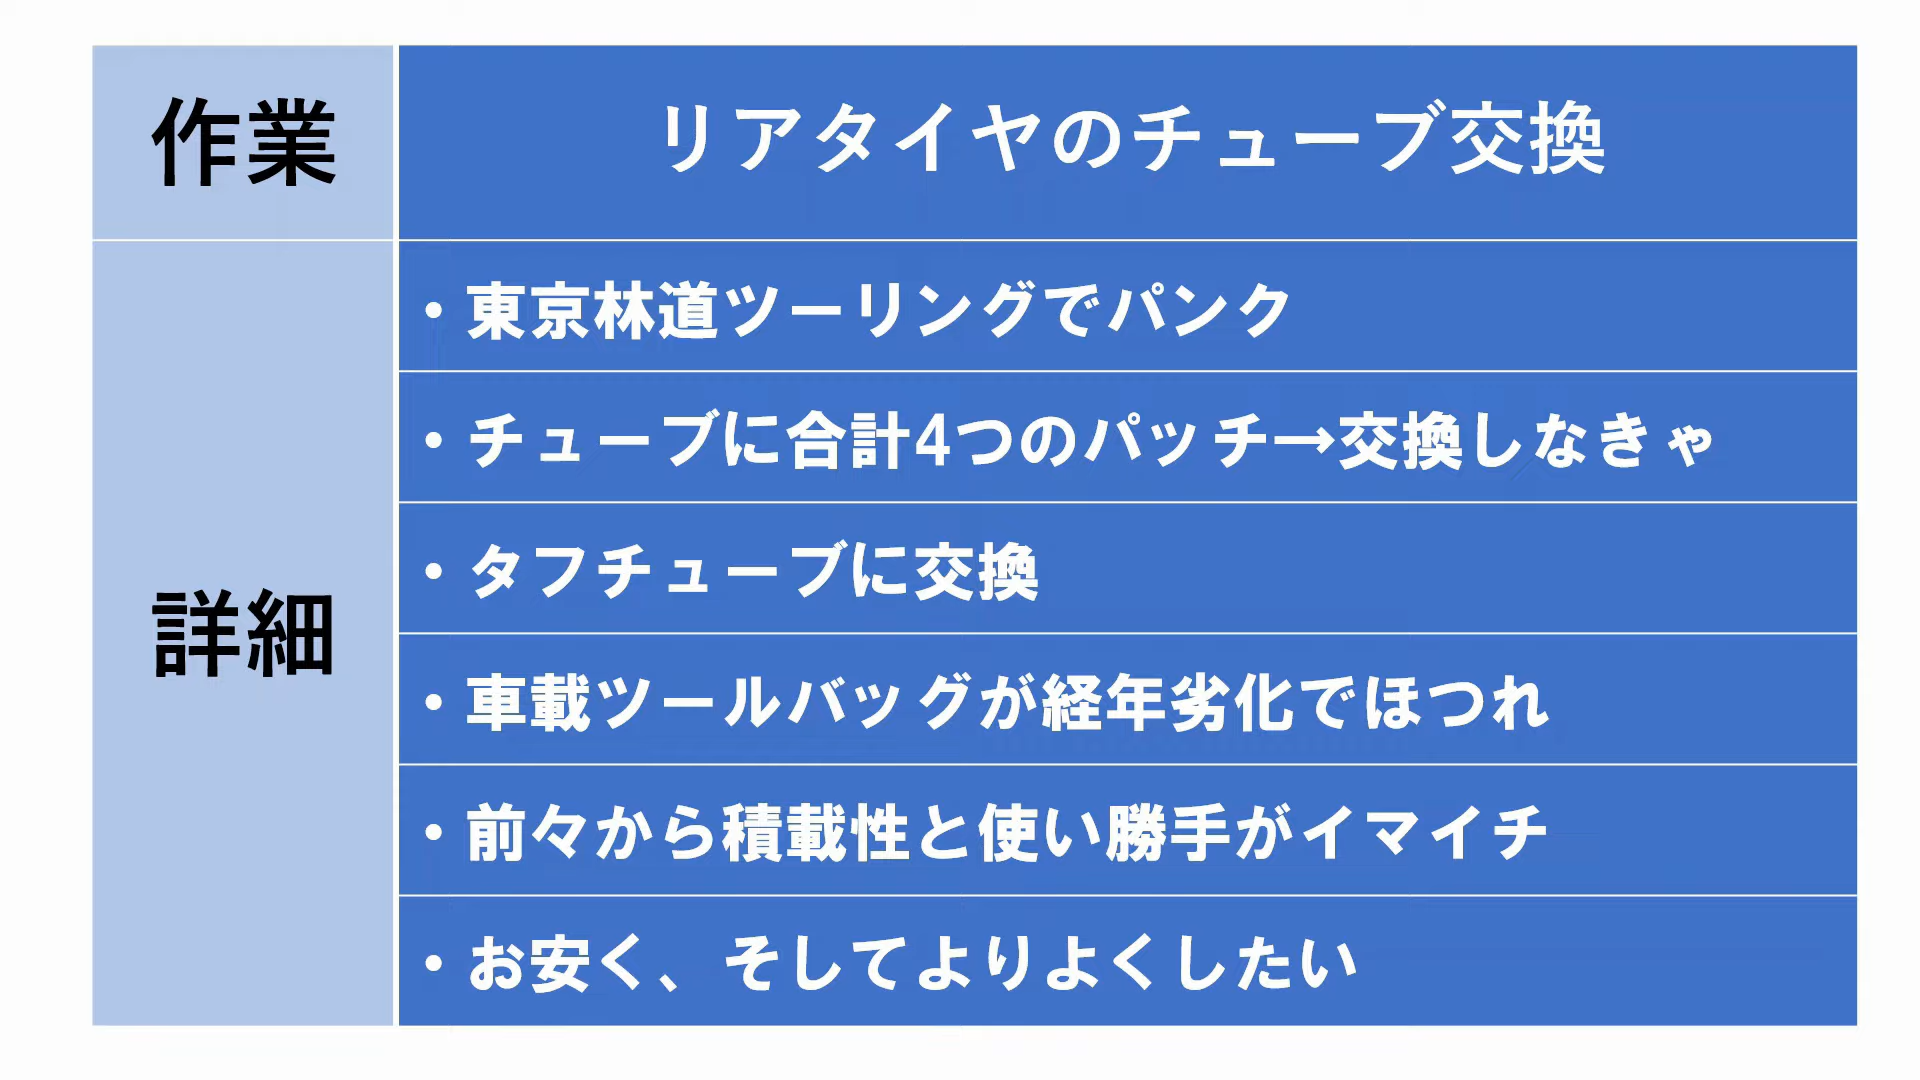 作業
リアタイヤのチューブ交換
詳細
• 東京林道ツーリングでパンク
• チューブに合計4つのパッチ→交換しなきゃ
• タフチューブに交換
• 車載ツールバッグが経年劣化でほつれ
• 前々から積載性と使い勝手がイマイチ
• お安く、そしてよりよくしたい